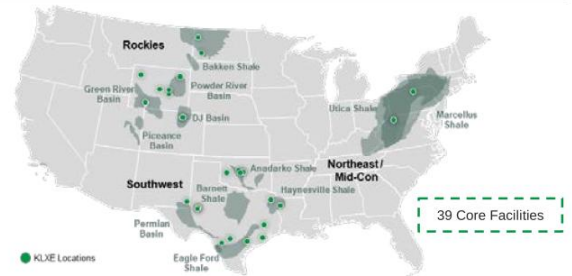 Rockies
Bakken Shale
Green River
Basin
Powder River
Basin
DJ Basin
Piceance
Basin
Utica Shale
Marcellus
Shale
Anadarko Shale
Northeast /
Mid-Con
Southwest
Barnett
Shale
Haynesville Shale
Permian
Basin
39 Core Facilities
Eagle Ford
Shale
KLXE Locations